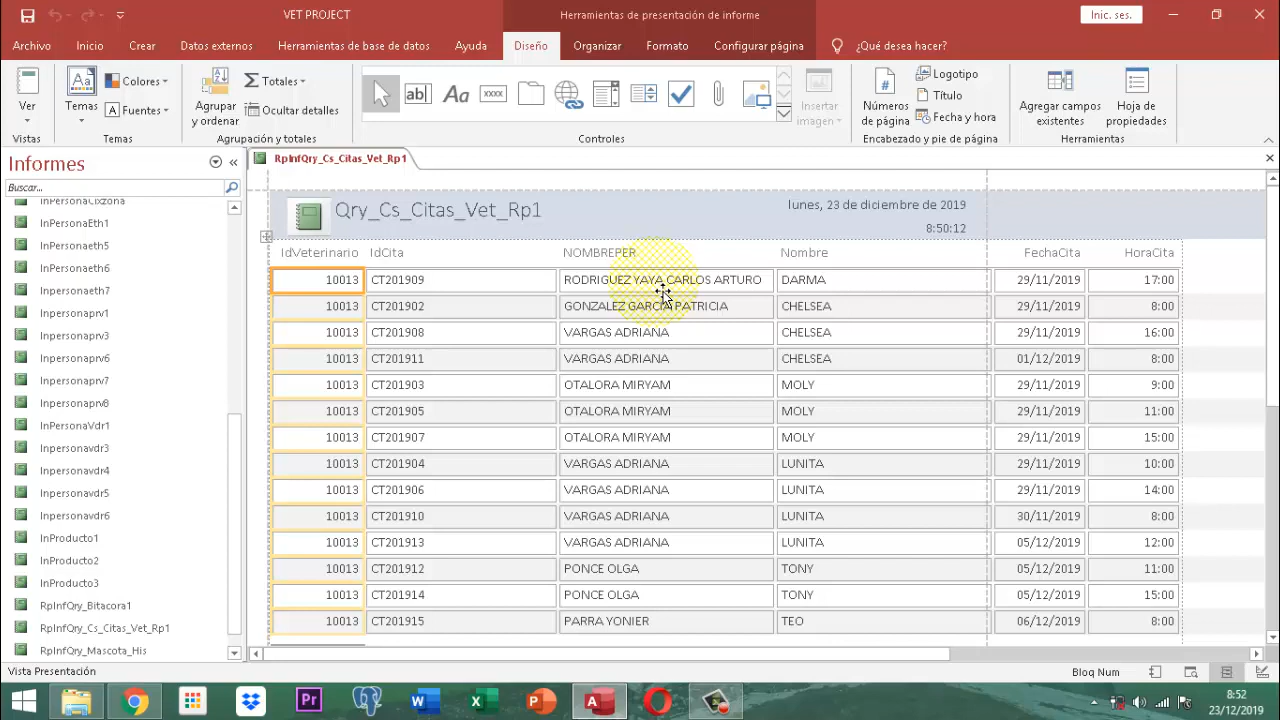 VET PROJECT
Herramientas de presentación de informe
Inic. ses.
Archivo Inicio Crear Datos externos Herramientas de base de datos Ayuda Diseño Organizar Formato Configurar página ¿Qué desea hacer?
Ver
Temas
Colores
Fuentes
Agrupar y ordenar
Totales
Ocultar detalles
ab|
Aa
xxxx
Insertar imagen
Números de página
Logotipo
Título
Fecha y hora
Agregar campos existentes
Hoja de propiedades
Vistas Temas Agrupación y totales Controles Encabezado y pie de página Herramientas
Informes
Buscar...
InPersonaCixzona
InPersonaEth1
InPersonaeth5
InPersonaeth6
InPersonaeth7
Inpersonaprv1
Inpersonaprv3
Inpersonaprv6
Inpersonaprv7
Inpersonaprv8
InPersonaVdr1
Inpersonavdr3
Inpersonavdr4
Inpersonavdr5
Inpersonavdr6
InProducto1
InProducto2
InProducto3
RpInfQry_Bitacora1
RpInfQry_Cs_Citas_Vet_Rp1
RpInfQry_Mascota_His
RpInfQry_Cs_Citas_Vet_Rp1
Qry_Cs_Citas_Vet_Rp1
lunes, 23 de diciembre de 2019
8:50:12
IdVeterinario IdCita NOMBREPER Nombre FechaCita HoraCita
10013 CT201909 RODRIGUEZ YAYA CARLOS ARTURO DARMA 29/11/2019 17:00
10013 CT201902 GONZALEZ GARCIA PATRICIA CHELSEA 29/11/2019 8:00
10013 CT201908 VARGAS ADRIANA CHELSEA 29/11/2019 16:00
10013 CT201911 VARGAS ADRIANA CHELSEA 01/12/2019 8:00
10013 CT201903 OTALORA MIRYAM MOLY 29/11/2019 9:00
10013 CT201905 OTALORA MIRYAM MOLY 29/11/2019 11:00
10013 CT201907 OTALORA MIRYAM MOLY 29/11/2019 15:00
10013 CT201904 VARGAS ADRIANA LUNITA 29/11/2019 10:00
10013 CT201906 VARGAS ADRIANA LUNITA 29/11/2019 14:00
10013 CT201910 VARGAS ADRIANA LUNITA 30/11/2019 8:00
10013 CT201913 VARGAS ADRIANA LUNITA 05/12/2019 12:00
10013 CT201912 PONCE OLGA TONY 05/12/2019 11:00
10013 CT201914 PONCE OLGA TONY 05/12/2019 15:00
10013 CT201915 PARRA YONIER TEO 06/12/2019 8:00
Vista Presentación
Bloq Num
Pr
8:52
23/12/2019